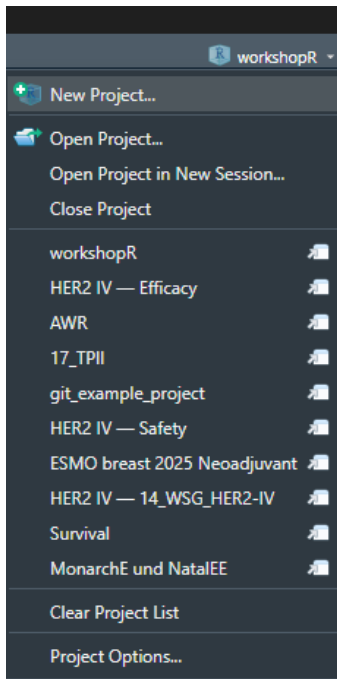 workshopR
New Project...
Open Project...
Open Project in New Session...
Close Project
workshopR
HER2 IV — Efficacy
AWR
17_TPII
git_example_project
HER2 IV — Safety
ESMO breast 2025 Neoadjuvant
HER2 IV — 14_WSG_HER2-IV
Survival
MonarchE und NatalEE
Clear Project List
Project Options...